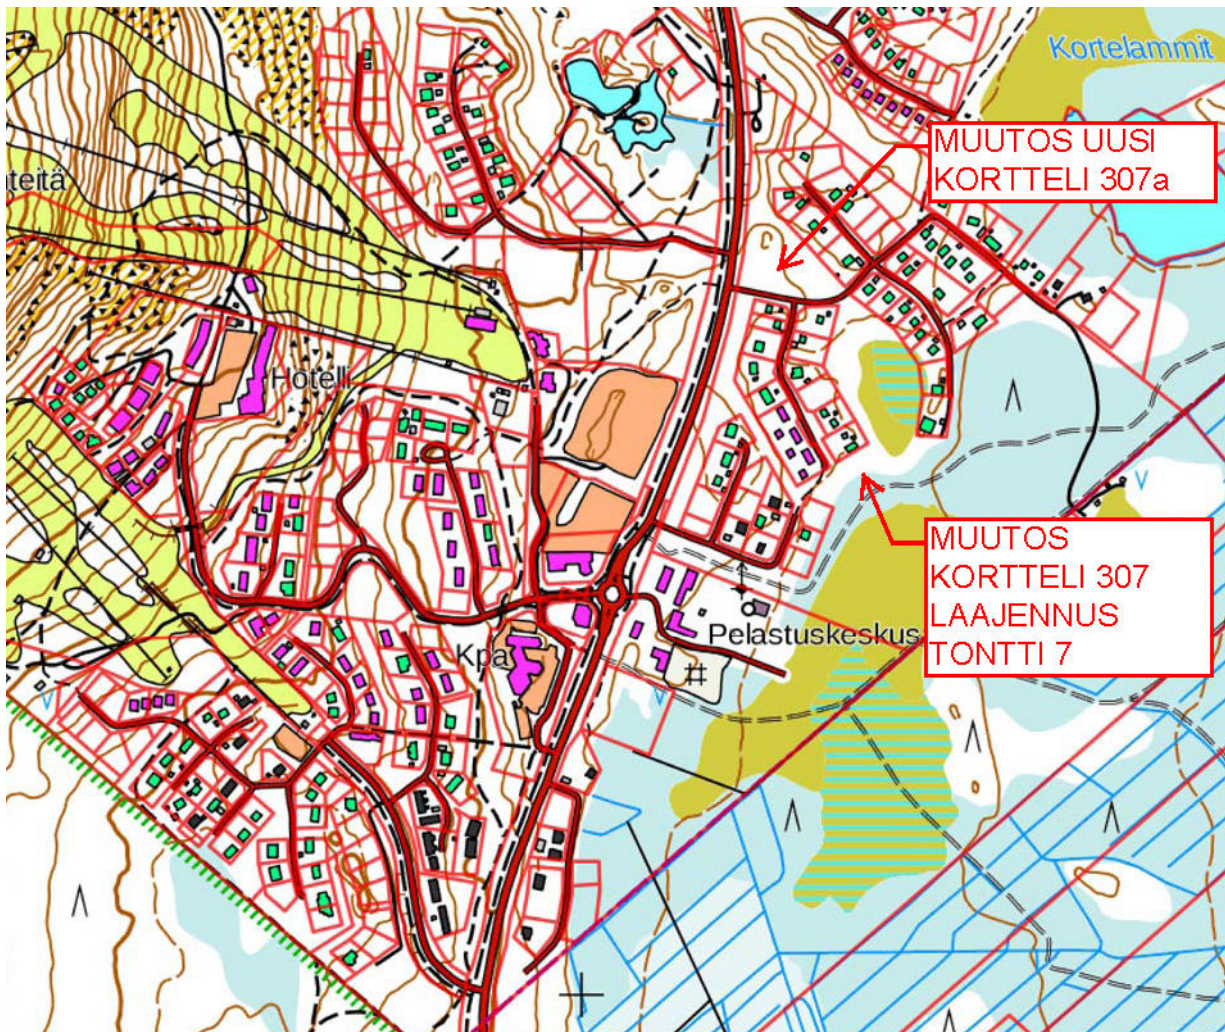 Kortelammit
MUUTOS UUSI
KORTTELI 307a
teitä
Hotelli
MUUTOS
KORTTELI 307
LAAJENNUS
TONTTI 7
Pelastuskeskus
Kpa